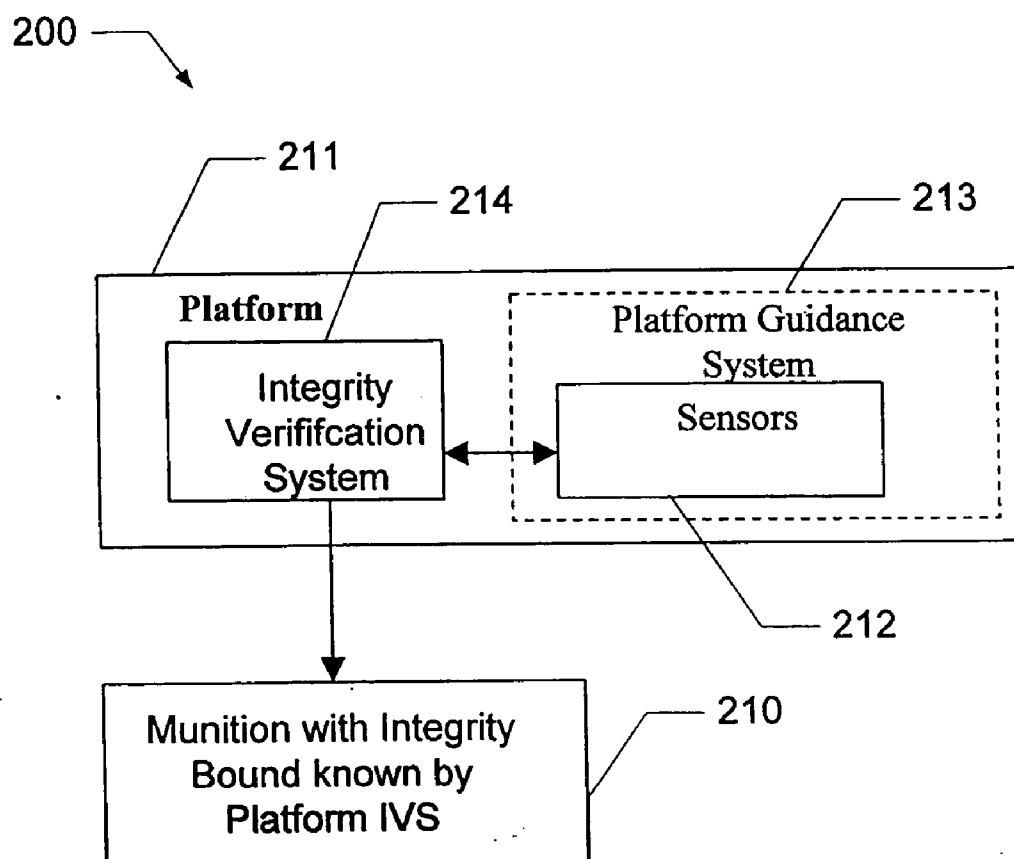 200
211
214
213
Platform
Platform Guidance
System
Integrity
Verififcation
System
Sensors
212
210
Munition with Integrity
Bound known by
Platform IVS